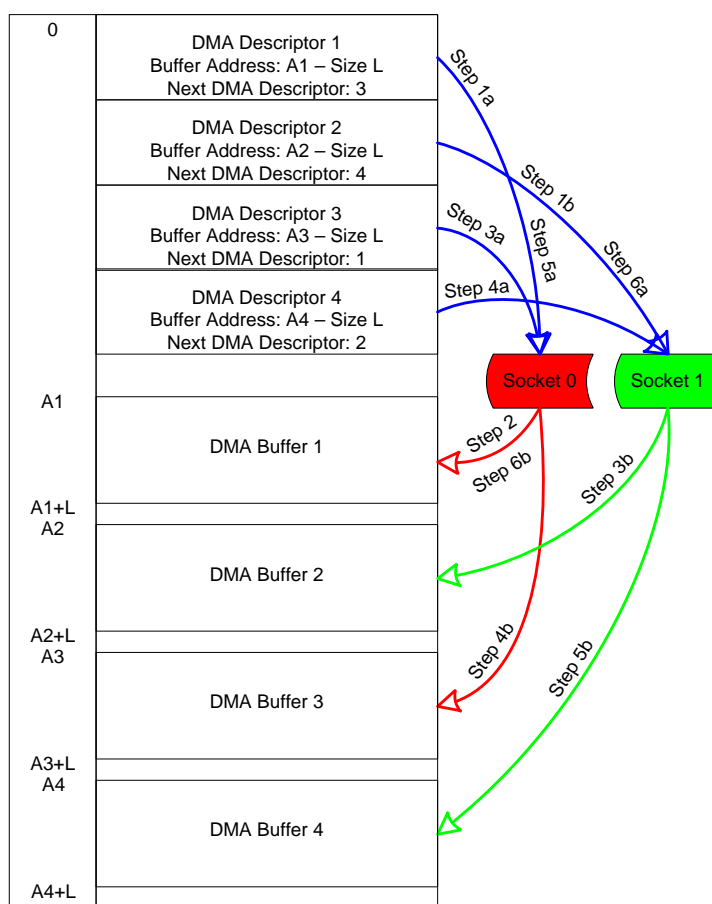 0
DMA Descriptor 1
Buffer Address: A1 – Size L
Next DMA Descriptor: 3
DMA Descriptor 2
Buffer Address: A2 – Size L
Next DMA Descriptor: 4
DMA Descriptor 3
Buffer Address: A3 – Size L
Next DMA Descriptor: 1
DMA Descriptor 4
Buffer Address: A4 – Size L
Next DMA Descriptor: 2
Step 1a
Step 1b
Step 3a
Step 5a
Step 6a
Step 4a
Socket 0
Socket 1
A1
DMA Buffer 1
Step 2
Step 6b
Step 3b
A1+L
A2
DMA Buffer 2
A2+L
A3
Step 4b
Step 5b
DMA Buffer 3
A3+L
A4
DMA Buffer 4
A4+L